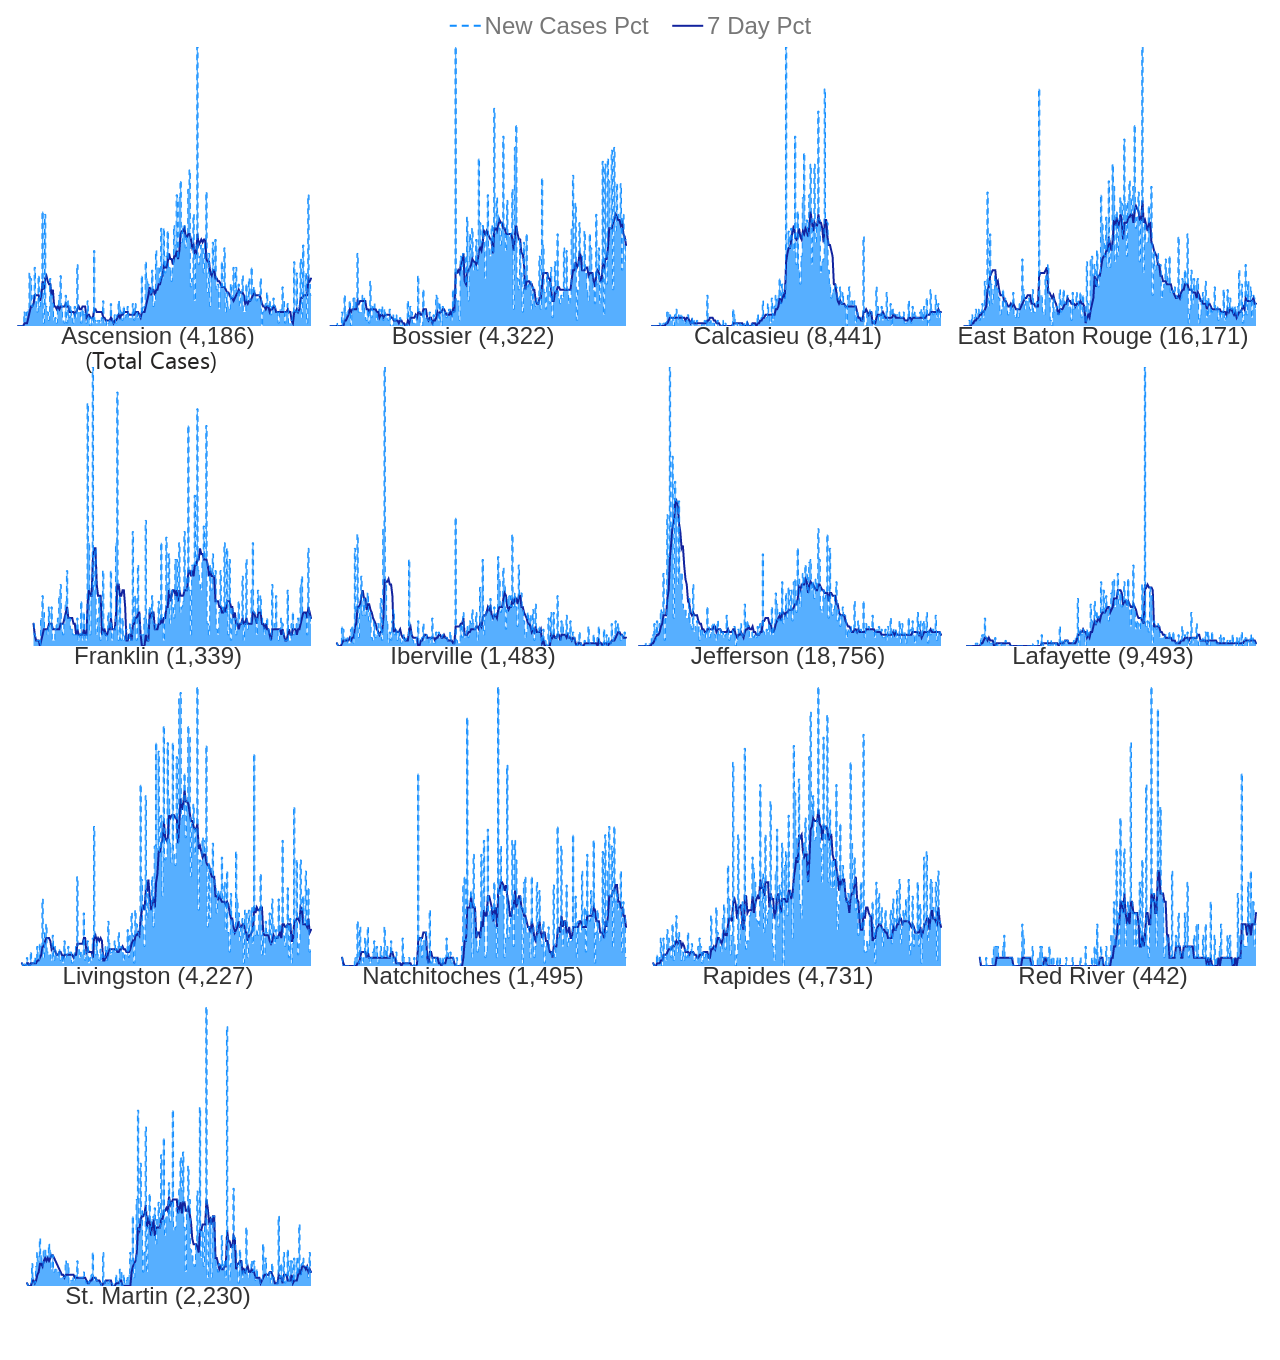 New Cases Pct 7 Day Pct
Ascension (4,186) Bossier (4,322) Calcasieu (8,441) East Baton Rouge (16,171)
(Total Cases)
Franklin (1,339) Iberville (1,483) Jefferson (18,756) Lafayette (9,493)
Livingston (4,227) Natchitoches (1,495) Rapides (4,731) Red River (442)
St. Martin (2,230)